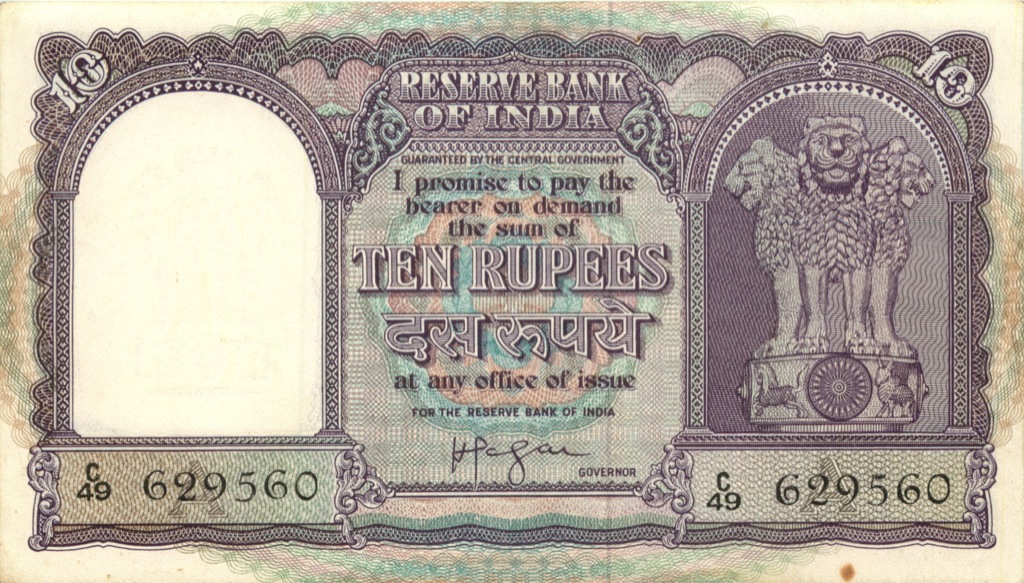 10
10
RESERVE BANK
OF INDIA
GUARANTEED BY THE CENTRAL GOVERNMENT
I promise to pay the
bearer on demand
the sum of
TEN RUPEES
दस रुपये
at any office of issue
FOR THE RESERVE BANK OF INDIA
GOVERNOR
C/49 629560
A
C/49 629560
A